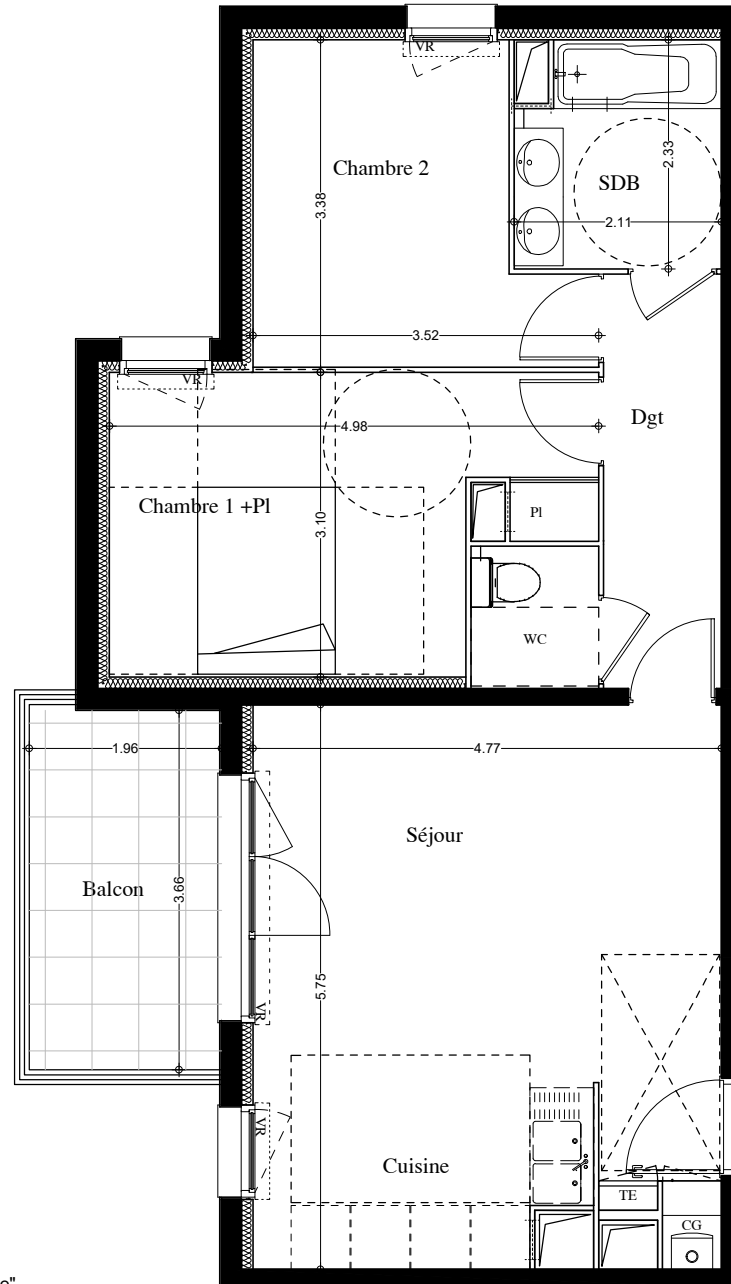 VR
Chambre 2
SDB
2.33
3.38
2.11
3.52
VR
4.98
Dgt
Chambre 1 +Pl
3.10
Pl
WC
1.96
4.77
Séjour
Balcon
3.66
5.75
VR
VR
Cuisine
TE
CG